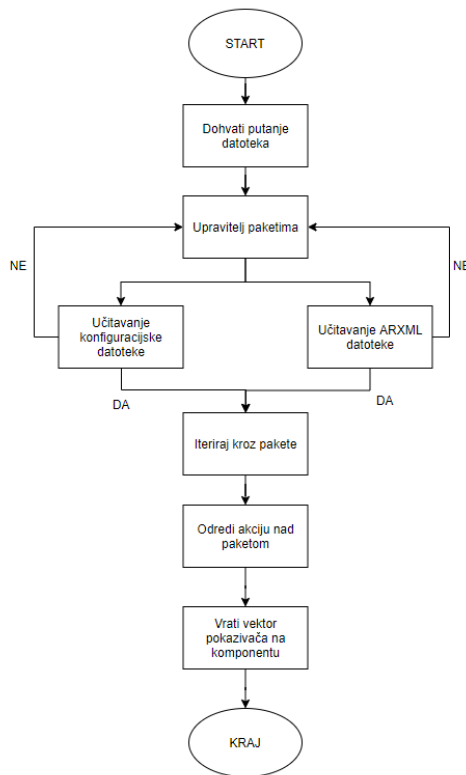 START
Dohvati putanje
datoteka
Upravitelj paketima
NE
NE
Učitavanje
konfiguracijske
datoteke
Učitavanje ARXML
datoteke
DA
DA
Iteriraj kroz pakete
Odredi akciju nad
paketom
Vrati vektor
pokazivača na
komponentu
KRAJ